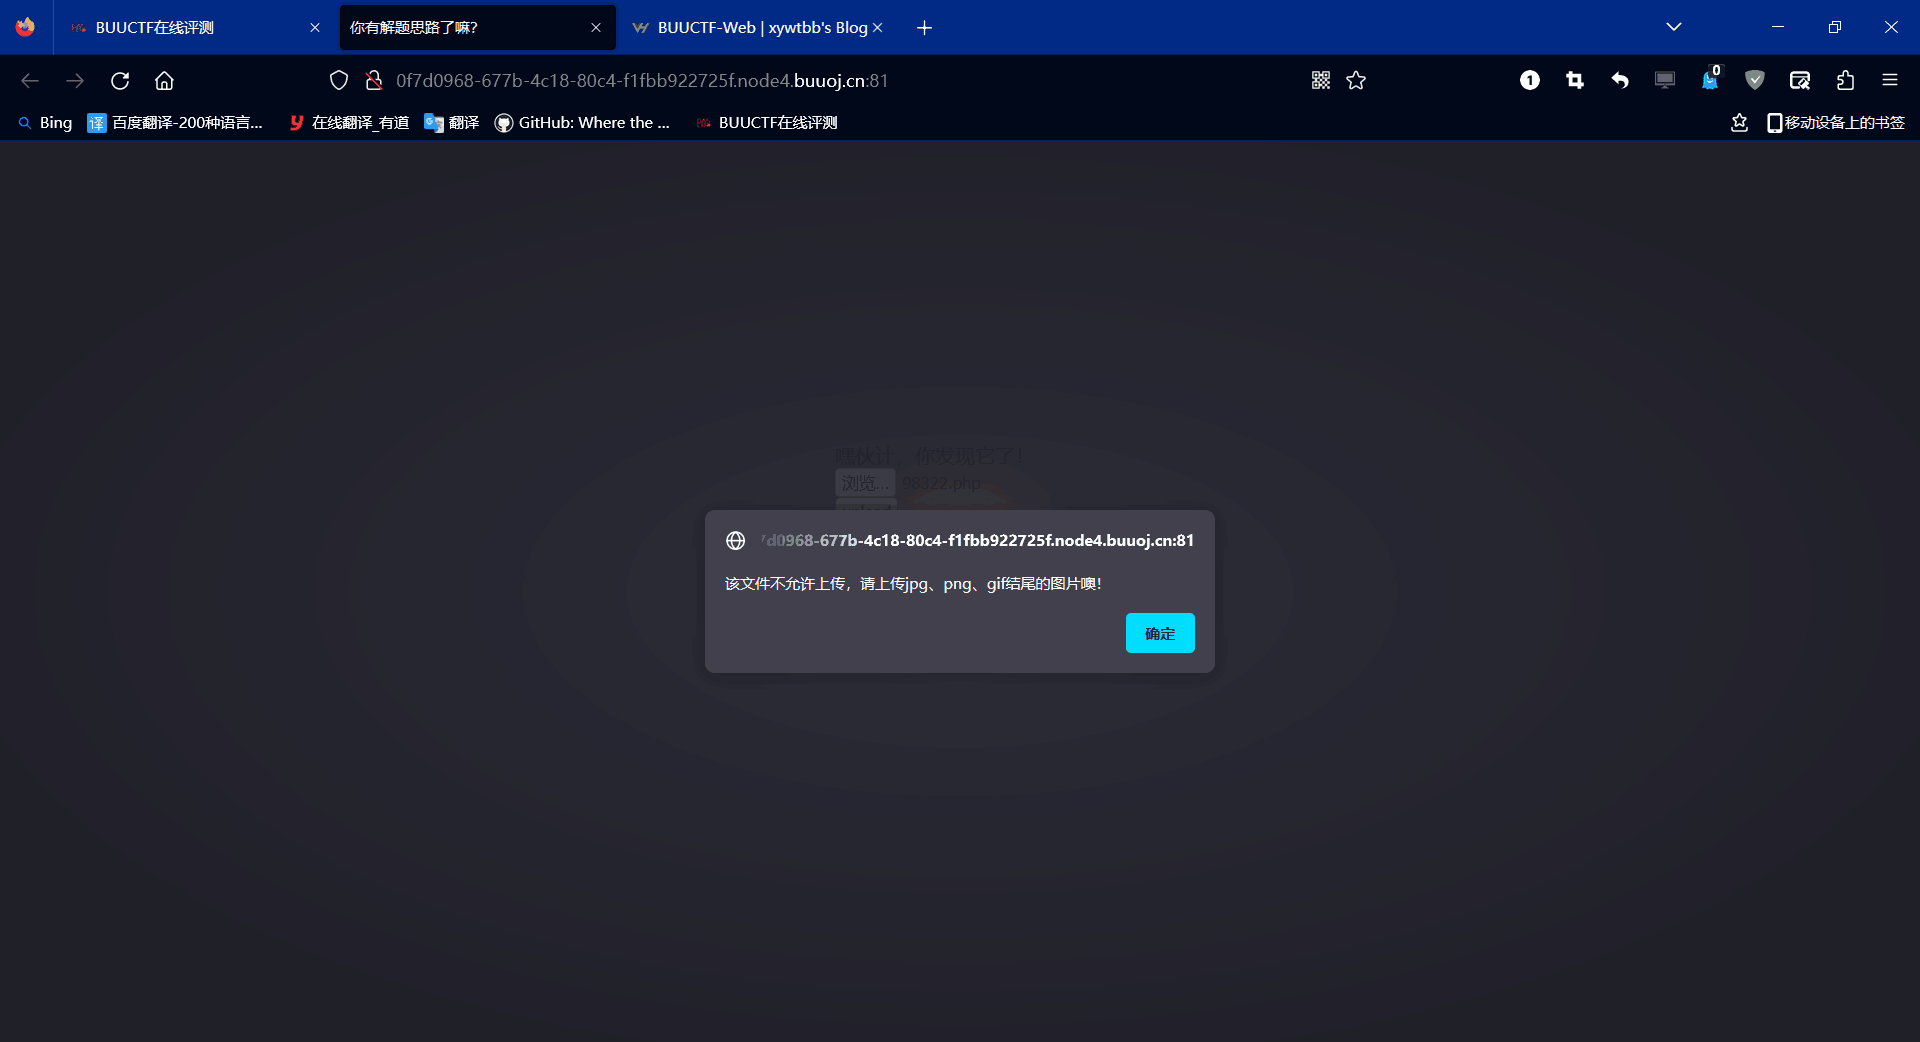 BUUCTF在线评测
你有解题思路了嘛?
BUUCTF-Web | xywtbb's Blog
0f7d0968-677b-4c18-80c4-f1fbb922725f.node4.buuoj.cn:81
1
0
Bing
百度翻译-200种语言...
在线翻译_有道
翻译
GitHub: Where the ...
BUUCTF在线评测
移动设备上的书签
嘿伙计，你发现它了！
浏览... 98322.php
7d0968-677b-4c18-80c4-f1fbb922725f.node4.buuoj.cn:81
该文件不允许上传，请上传jpg、png、gif结尾的图片噢！
确定